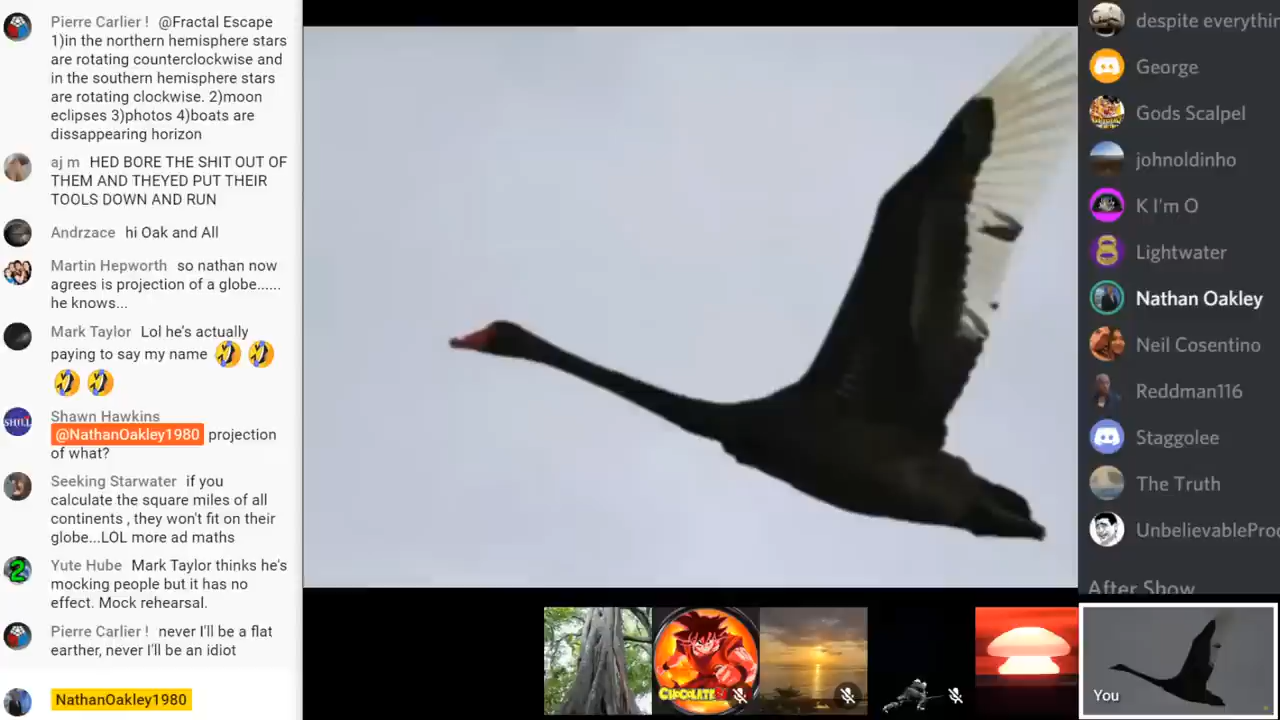 Pierre Carlier ! @Fractal Escape
1)in the northern hemisphere stars
are rotating counterclockwise and
in the southern hemisphere stars
are rotating clockwise. 2)moon
eclipses 3)photos 4)boats are
dissappearing horizon
aj m HED BORE THE SHIT OUT OF
THEM AND THEYED PUT THEIR
TOOLS DOWN AND RUN
Andrzace hi Oak and All
Martin Hepworth so nathan now
agrees is projection of a globe......
he knows...
Mark Taylor Lol he's actually
paying to say my name
Shawn Hawkins
@NathanOakley1980 projection
of what?
Seeking Starwater if you
calculate the square miles of all
continents , they won't fit on their
globe...LOL more ad maths
Yute Hube Mark Taylor thinks he's
mocking people but it has no
effect. Mock rehearsal.
Pierre Carlier ! never I'll be a flat
earther, never I'll be an idiot
NathanOakley1980
CHOCOLATE
despite everythin
George
Gods Scalpel
johnoldinho
K I'm O
Lightwater
Nathan Oakley
Neil Cosentino
Reddman116
Staggolee
The Truth
UnbelievableProd
After Show
You